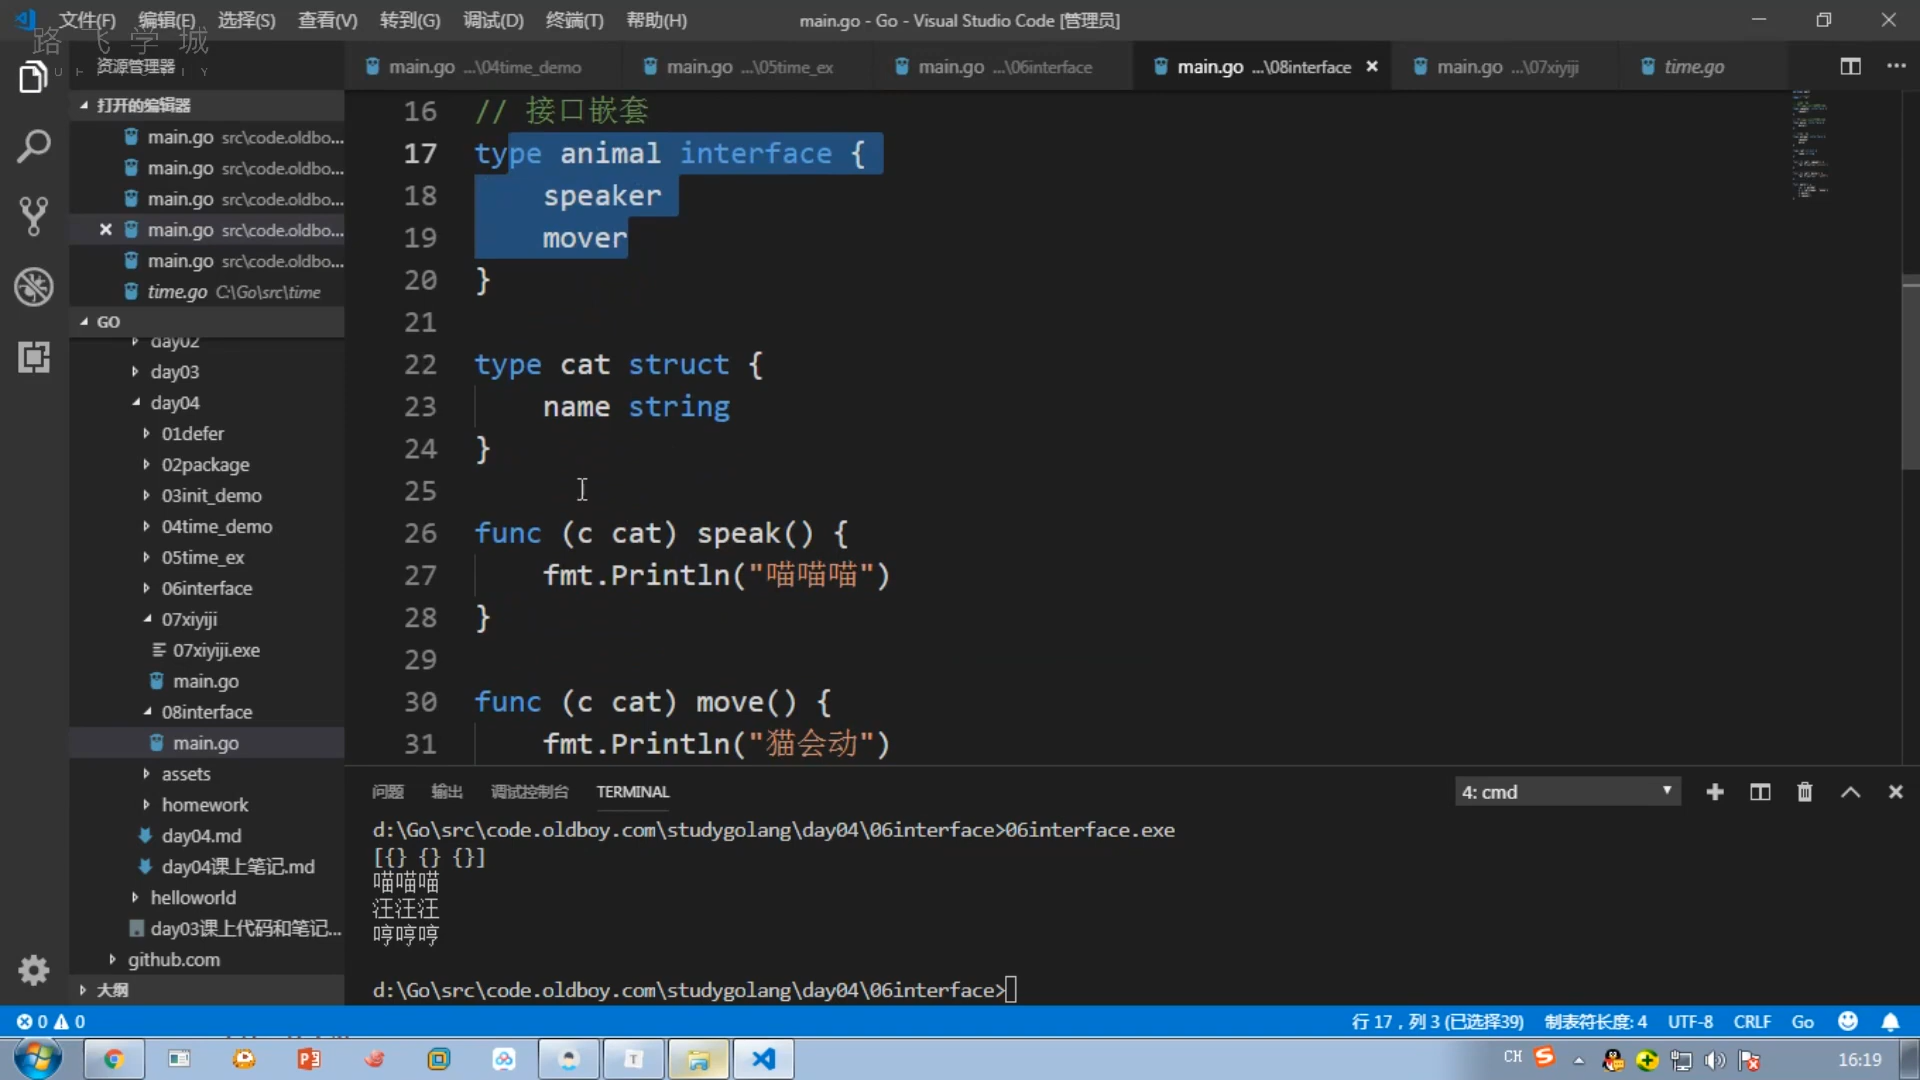 文件(F) 编辑(E) 选择(S) 查看(V) 转到(G) 调试(D) 终端(T) 帮助(H)
main.go - Go - Visual Studio Code [管理员]
路飞学城
资源管理器
main.go ...\04time_demo
main.go ...\05time_ex
main.go ...\06interface
main.go ...\08interface
main.go ...\07xiyiji
time.go
打开的编辑器
main.go src\code.oldbo...
main.go src\code.oldbo...
main.go src\code.oldbo...
main.go src\code.oldbo...
main.go src\code.oldbo...
time.go C:\Go\src\time
GO
day02
day03
day04
01defer
02package
03init_demo
04time_demo
05time_ex
06interface
07xiyiji
07xiyiji.exe
main.go
08interface
main.go
assets
homework
day04.md
day04课上笔记.md
helloworld
day03课上代码和笔记...
github.com
大纲
16 // 接口嵌套
17 type animal interface {
18 speaker
19 mover
20 }
21
22 type cat struct {
23 name string
24 }
25
26 func (c cat) speak() {
27 fmt.Println("喵喵喵")
28 }
29
30 func (c cat) move() {
31 fmt.Println("猫会动")
问题 输出 调试控制台 TERMINAL
4: cmd
d:\Go\src\code.oldboy.com\studygolang\day04\06interface>06interface.exe
[{} {} {}]
喵喵喵
汪汪汪
哼哼哼
d:\Go\src\code.oldboy.com\studygolang\day04\06interface>
0 0
行 17，列 3 (已选择39) 制表符长度: 4 UTF-8 CRLF Go
CH
16:19